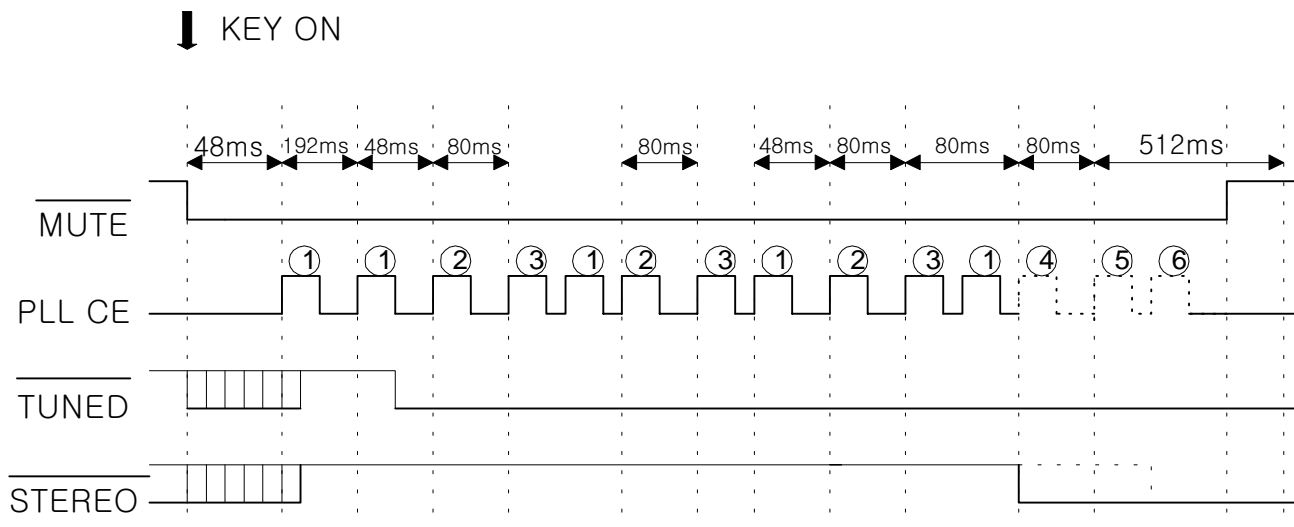 KEY ON
48ms 192ms 48ms 80ms 80ms 48ms 80ms 80ms 80ms 512ms
MUTE
① ① ② ③ ① ② ③ ① ② ③ ① ④ ⑤ ⑥
PLL CE
TUNED
STEREO